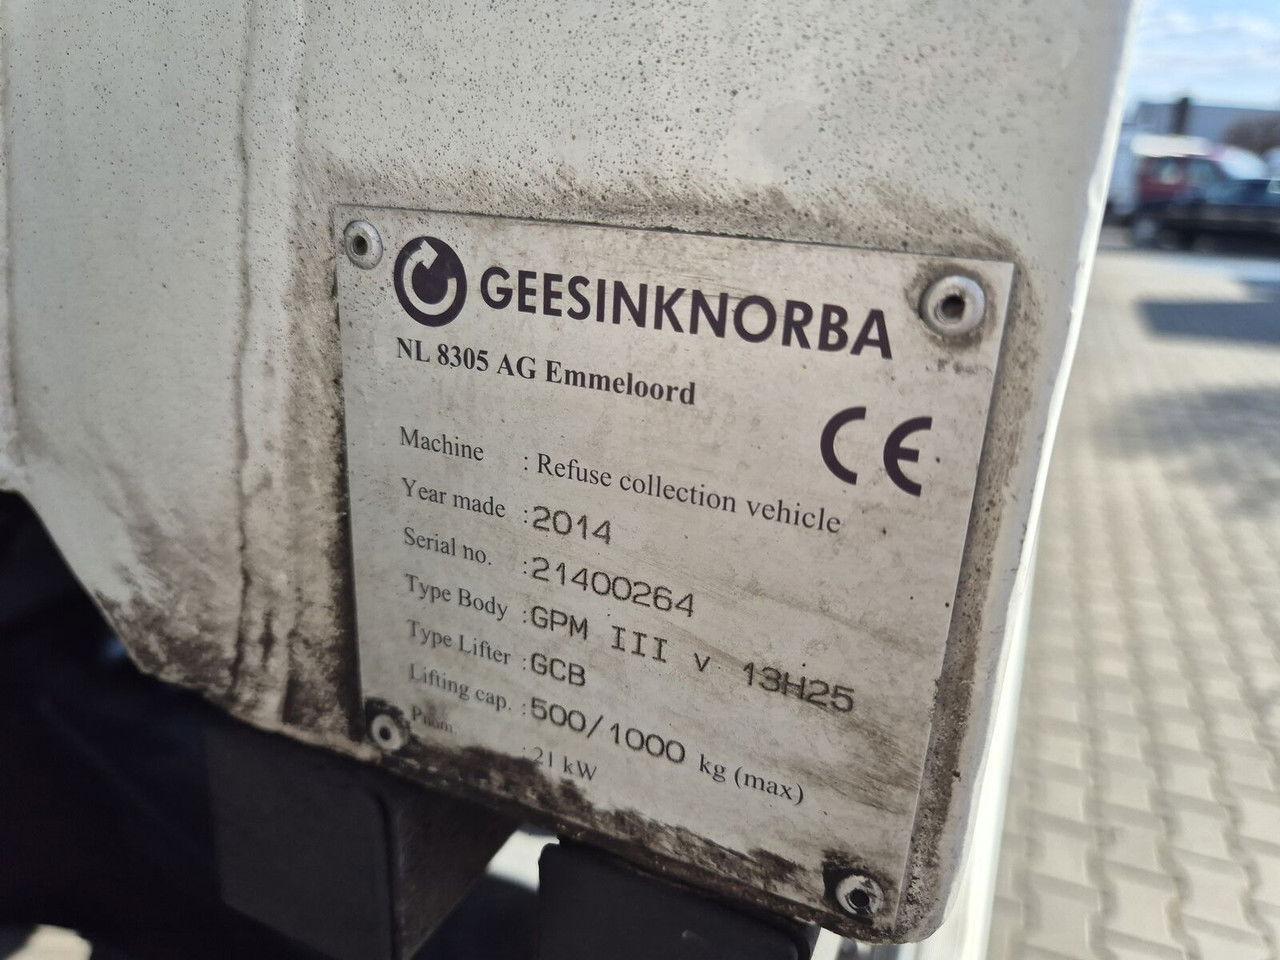 GEESINKNORBA
NL 8305 AG Emmeloord
CE
Machine : Refuse collection vehicle
Year made : 2014
Serial no. : 21400264
Type Body : GPM III v 13H25
Type Lifter : GCB
Lifting cap. : 500/1000 kg (max)
: 21 kW